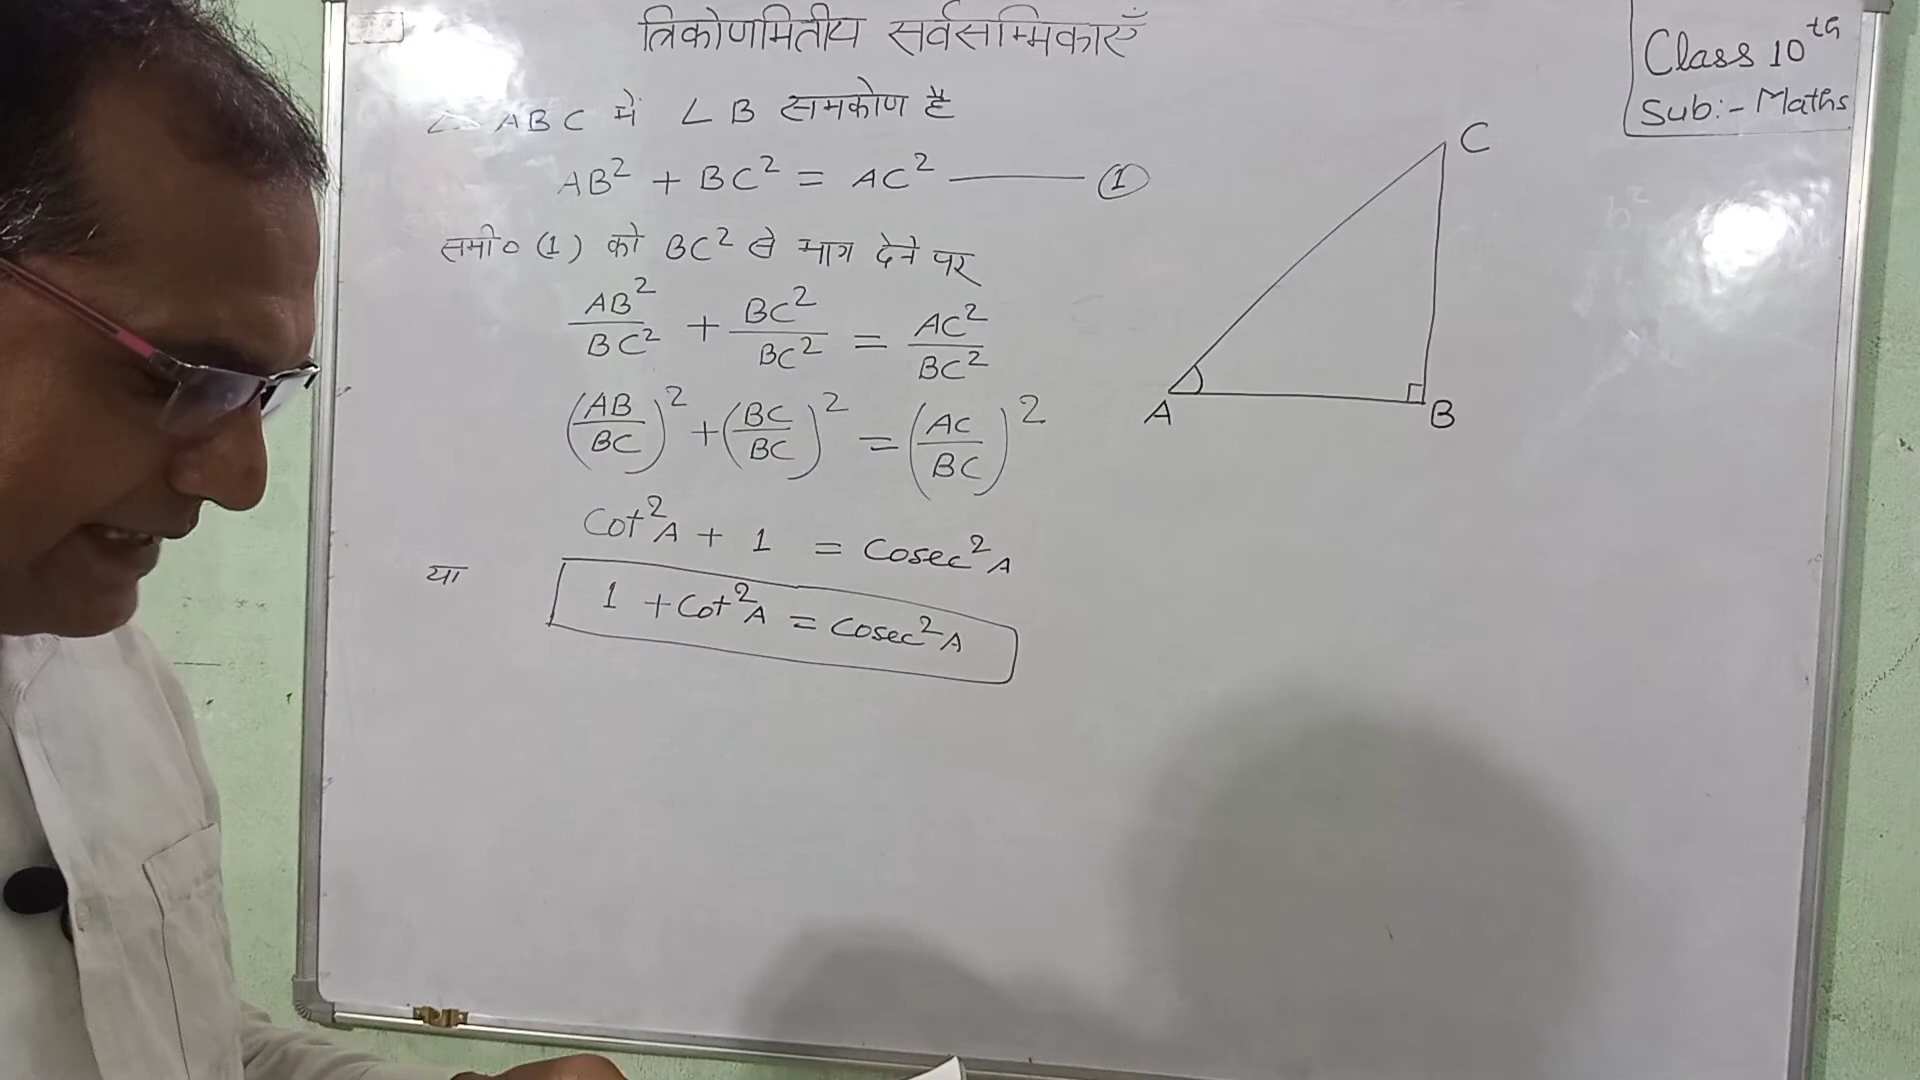 त्रिकोणमितीय सर्वसम्मिकाएँ
Class 10th
Sub:- Maths
△ ABC में ∠B समकोण है
AB² + BC² = AC² ——— ①
समी० (1) को BC² से भाग देने पर
AB²/BC² + BC²/BC² = AC²/BC²
(AB/BC)² + (BC/BC)² = (AC/BC)²
Cot²A + 1 = Cosec²A
या 1 + Cot²A = Cosec²A
C
A
B